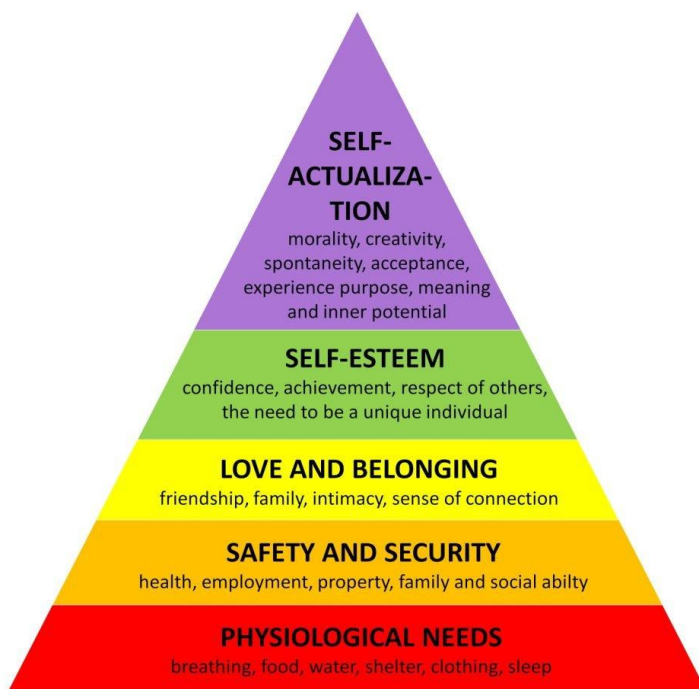 SELF-
ACTUALIZA-
TION
morality, creativity,
spontaneity, acceptance,
experience purpose, meaning
and inner potential
SELF-ESTEEM
confidence, achievement, respect of others,
the need to be a unique individual
LOVE AND BELONGING
friendship, family, intimacy, sense of connection
SAFETY AND SECURITY
health, employment, property, family and social abilty
PHYSIOLOGICAL NEEDS
breathing, food, water, shelter, clothing, sleep